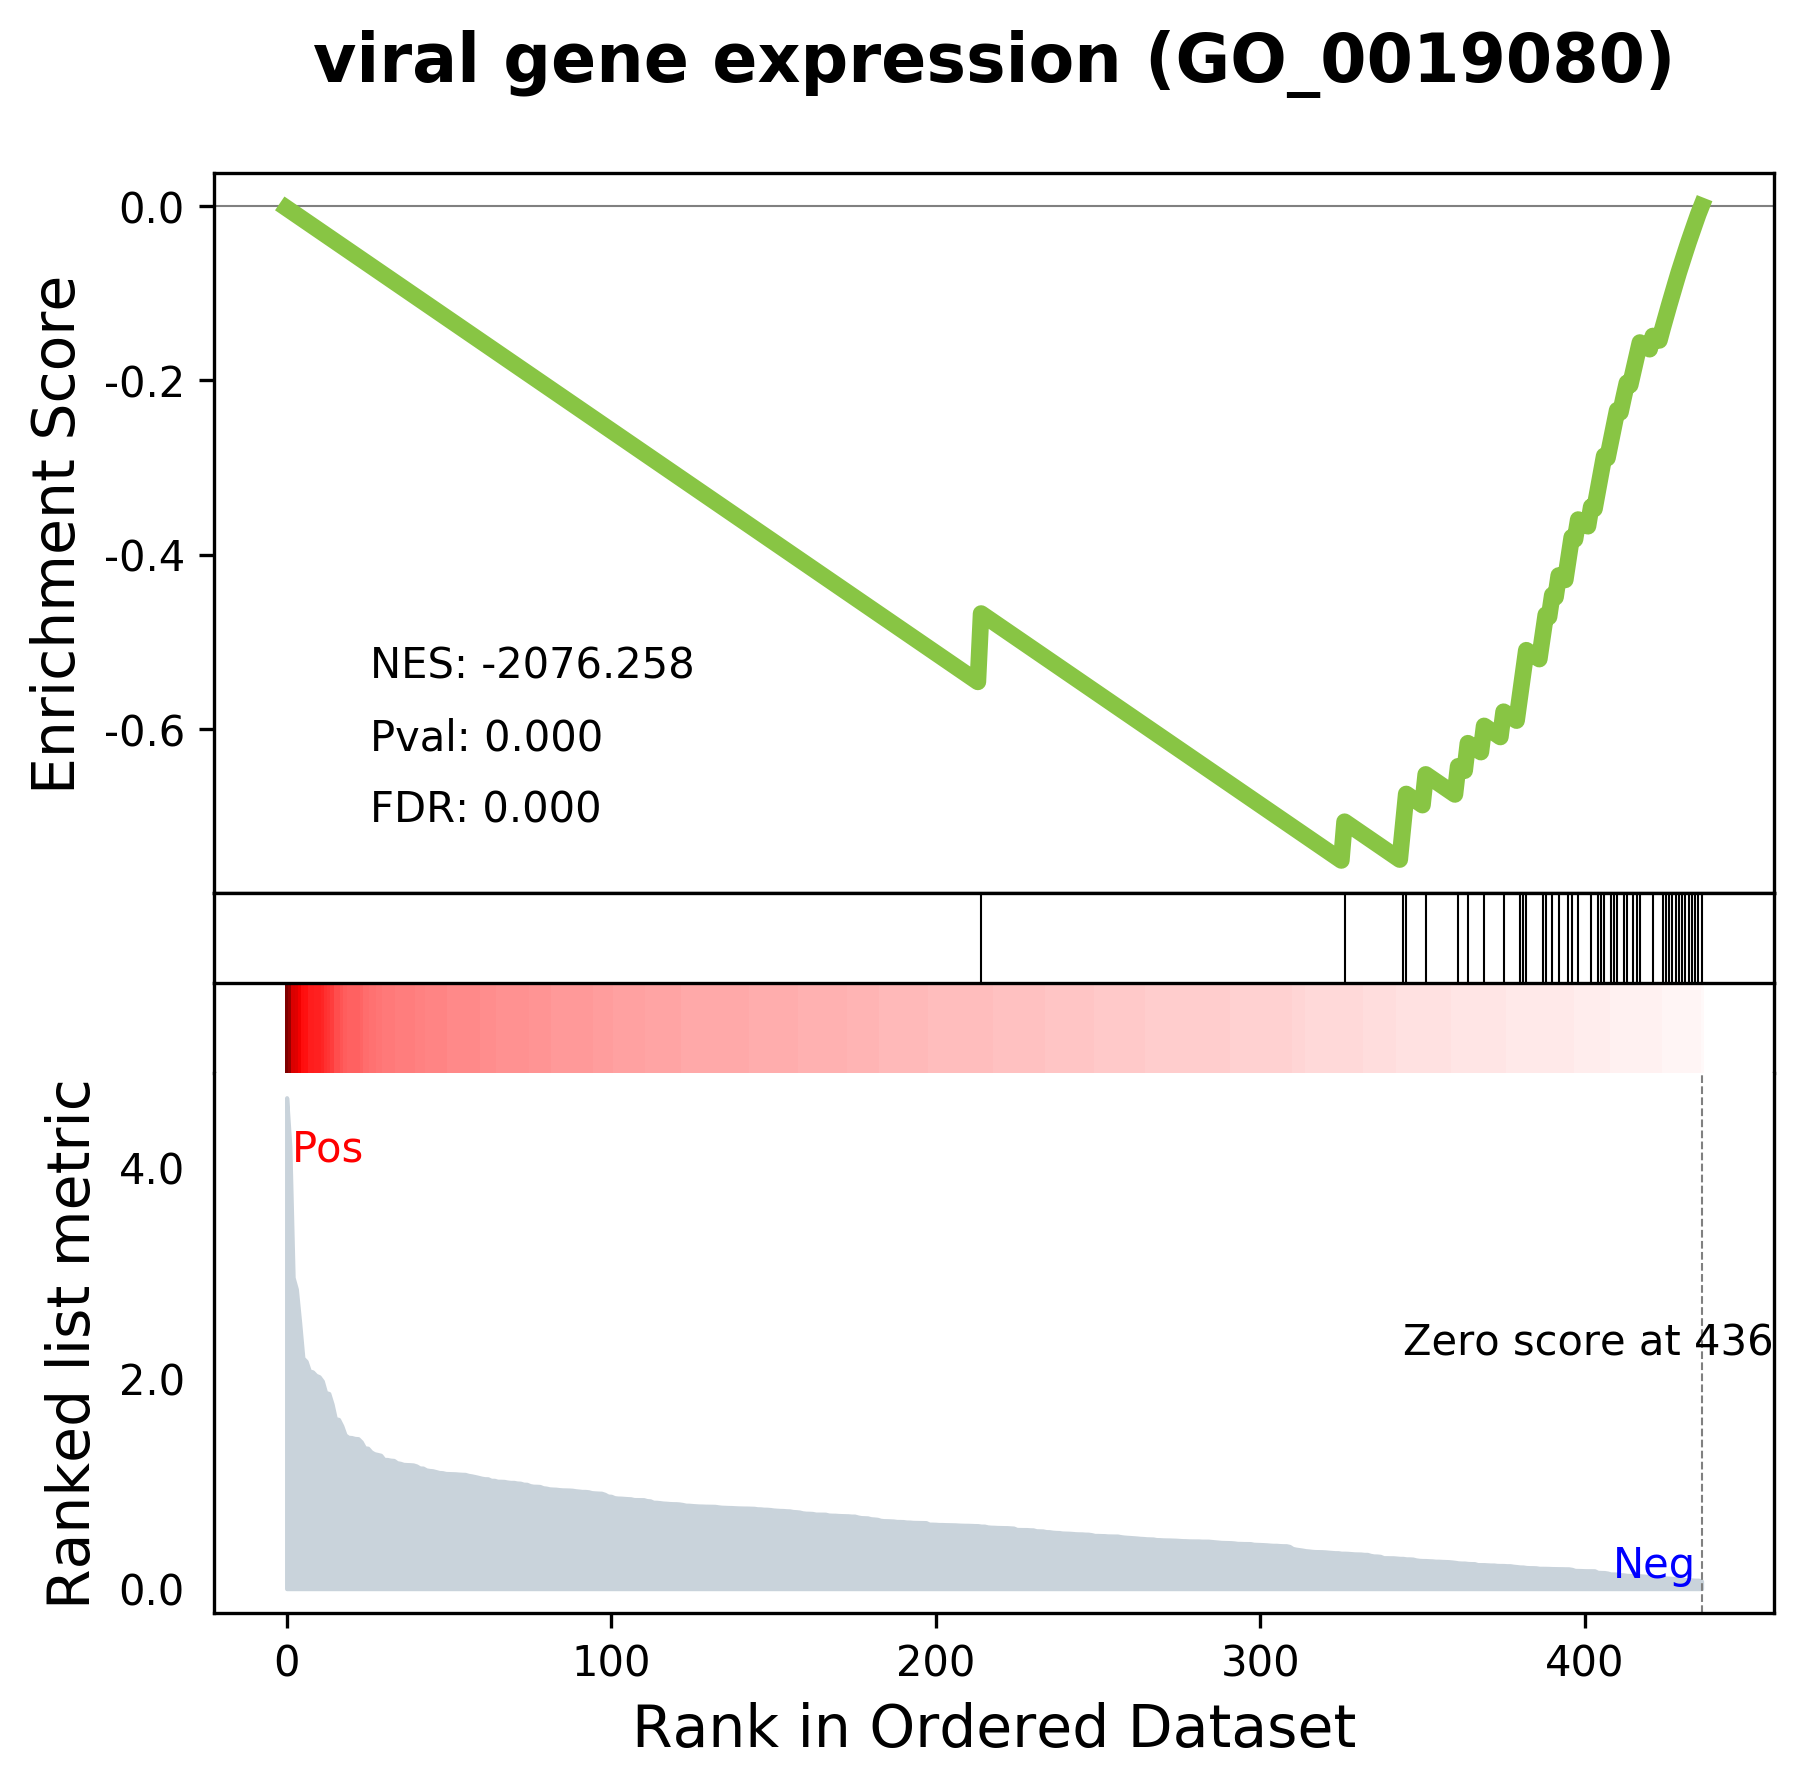 viral gene expression (GO_0019080)
Enrichment Score
0.0
-0.2
-0.4
-0.6
NES: -2076.258
Pval: 0.000
FDR: 0.000
Ranked list metric
4.0
2.0
0.0
Pos
Zero score at 436
Neg
0 100 200 300 400
Rank in Ordered Dataset